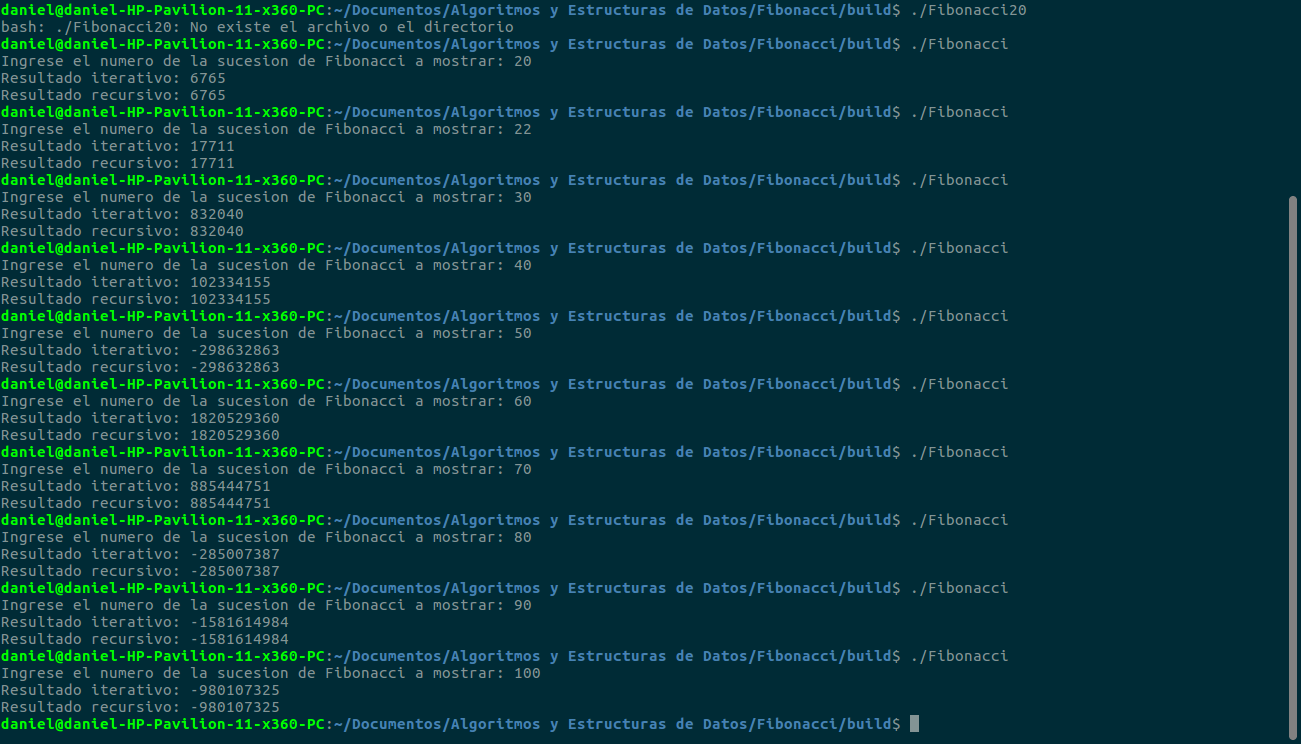 daniel@daniel-HP-Pavilion-11-x360-PC:~/Documentos/Algoritmos y Estructuras de Datos/Fibonacci/build$ ./Fibonacci20
bash: ./Fibonacci20: No existe el archivo o el directorio
daniel@daniel-HP-Pavilion-11-x360-PC:~/Documentos/Algoritmos y Estructuras de Datos/Fibonacci/build$ ./Fibonacci
Ingrese el numero de la sucesion de Fibonacci a mostrar: 20
Resultado iterativo: 6765
Resultado recursivo: 6765
daniel@daniel-HP-Pavilion-11-x360-PC:~/Documentos/Algoritmos y Estructuras de Datos/Fibonacci/build$ ./Fibonacci
Ingrese el numero de la sucesion de Fibonacci a mostrar: 22
Resultado iterativo: 17711
Resultado recursivo: 17711
daniel@daniel-HP-Pavilion-11-x360-PC:~/Documentos/Algoritmos y Estructuras de Datos/Fibonacci/build$ ./Fibonacci
Ingrese el numero de la sucesion de Fibonacci a mostrar: 30
Resultado iterativo: 832040
Resultado recursivo: 832040
daniel@daniel-HP-Pavilion-11-x360-PC:~/Documentos/Algoritmos y Estructuras de Datos/Fibonacci/build$ ./Fibonacci
Ingrese el numero de la sucesion de Fibonacci a mostrar: 40
Resultado iterativo: 102334155
Resultado recursivo: 102334155
daniel@daniel-HP-Pavilion-11-x360-PC:~/Documentos/Algoritmos y Estructuras de Datos/Fibonacci/build$ ./Fibonacci
Ingrese el numero de la sucesion de Fibonacci a mostrar: 50
Resultado iterativo: -298632863
Resultado recursivo: -298632863
daniel@daniel-HP-Pavilion-11-x360-PC:~/Documentos/Algoritmos y Estructuras de Datos/Fibonacci/build$ ./Fibonacci
Ingrese el numero de la sucesion de Fibonacci a mostrar: 60
Resultado iterativo: 1820529360
Resultado recursivo: 1820529360
daniel@daniel-HP-Pavilion-11-x360-PC:~/Documentos/Algoritmos y Estructuras de Datos/Fibonacci/build$ ./Fibonacci
Ingrese el numero de la sucesion de Fibonacci a mostrar: 70
Resultado iterativo: 885444751
Resultado recursivo: 885444751
daniel@daniel-HP-Pavilion-11-x360-PC:~/Documentos/Algoritmos y Estructuras de Datos/Fibonacci/build$ ./Fibonacci
Ingrese el numero de la sucesion de Fibonacci a mostrar: 80
Resultado iterativo: -285007387
Resultado recursivo: -285007387
daniel@daniel-HP-Pavilion-11-x360-PC:~/Documentos/Algoritmos y Estructuras de Datos/Fibonacci/build$ ./Fibonacci
Ingrese el numero de la sucesion de Fibonacci a mostrar: 90
Resultado iterativo: -1581614984
Resultado recursivo: -1581614984
daniel@daniel-HP-Pavilion-11-x360-PC:~/Documentos/Algoritmos y Estructuras de Datos/Fibonacci/build$ ./Fibonacci
Ingrese el numero de la sucesion de Fibonacci a mostrar: 100
Resultado iterativo: -980107325
Resultado recursivo: -980107325
daniel@daniel-HP-Pavilion-11-x360-PC:~/Documentos/Algoritmos y Estructuras de Datos/Fibonacci/build$